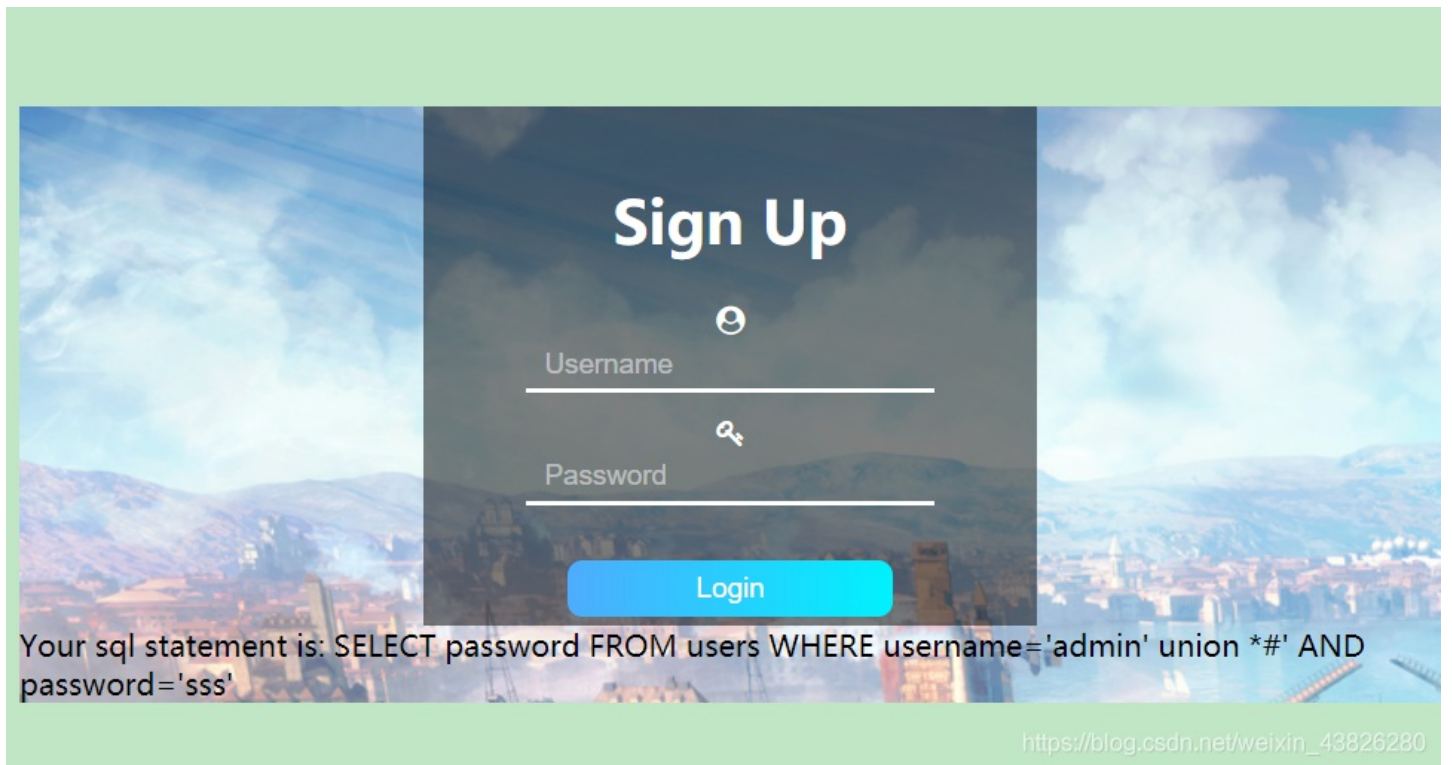 Sign Up
Username
Password
Login
Your sql statement is: SELECT password FROM users WHERE username='admin' union *#' AND
password='sss'
https://blog.csdn.net/weixin_43826280